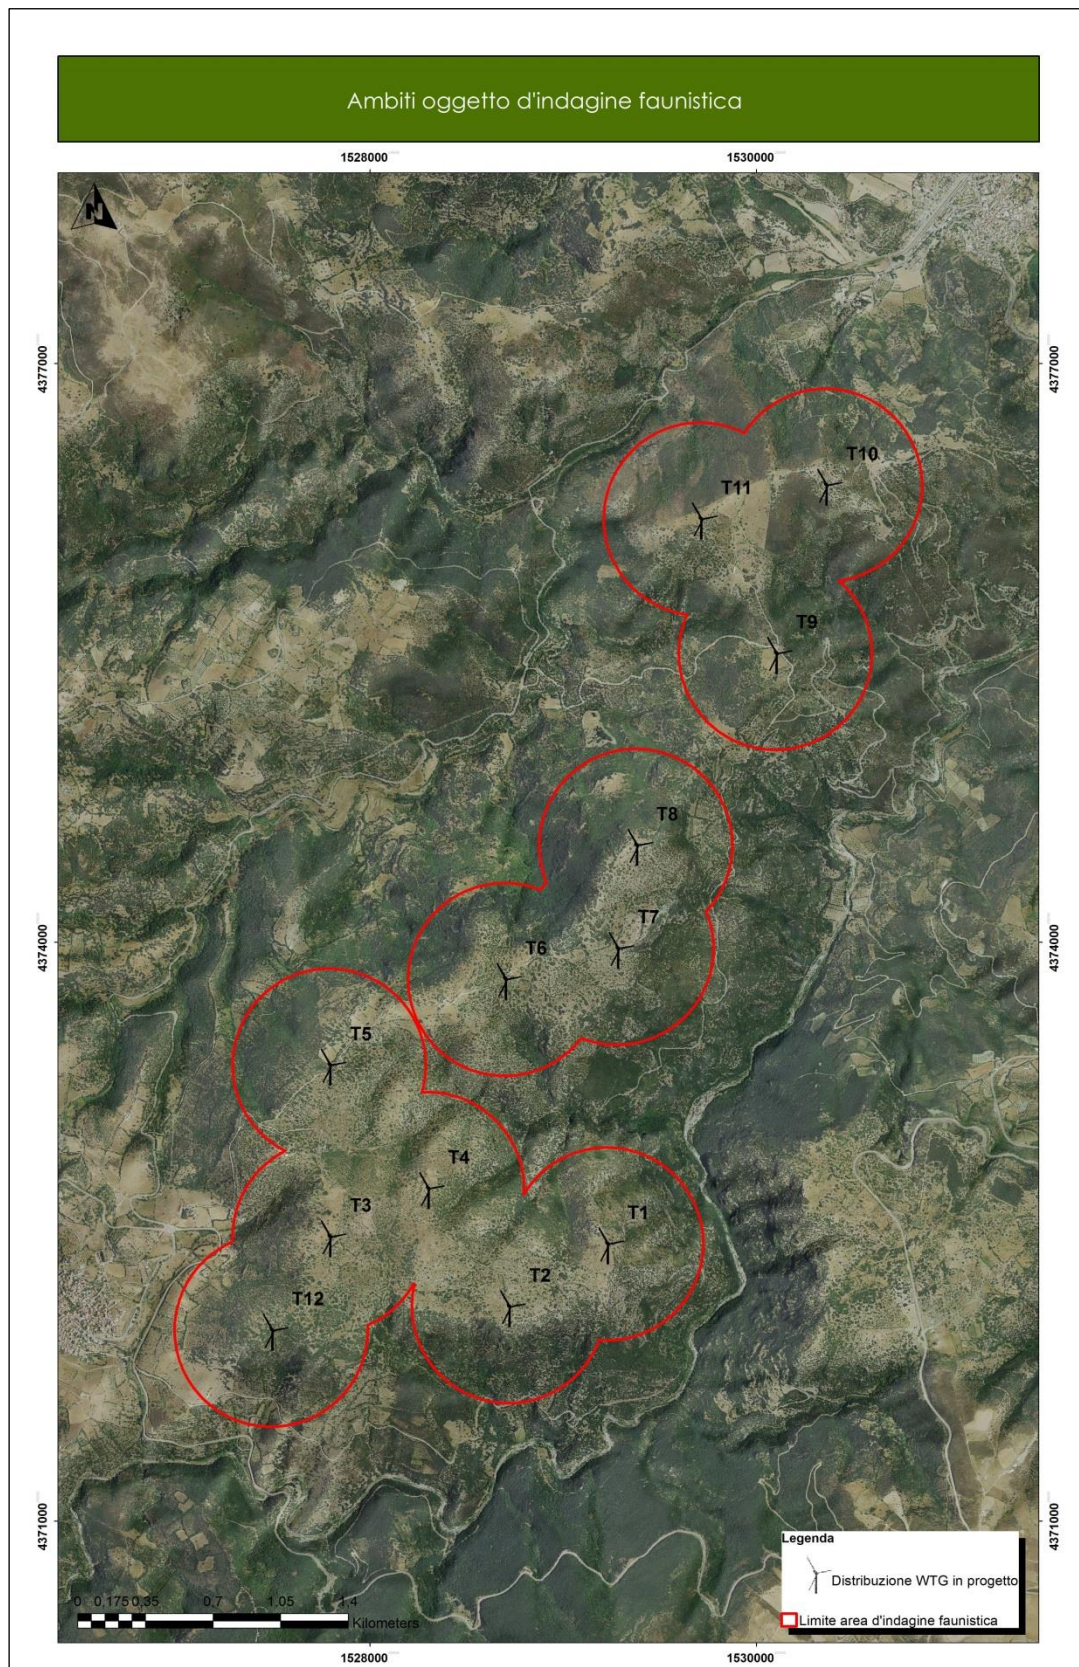 Ambiti oggetto d'indagine faunistica
1528000 1530000
N
4377000 4377000
T10
T11
T9
T8
T7
T6
4374000 4374000
T5
T4
T3
T1
T2
T12
4371000 4371000
Legenda
Distribuzione WTG in progetto
Limite area d'indagine faunistica
0 0,175 0,35 0,7 1,05 1,4
Kilometers
1528000 1530000